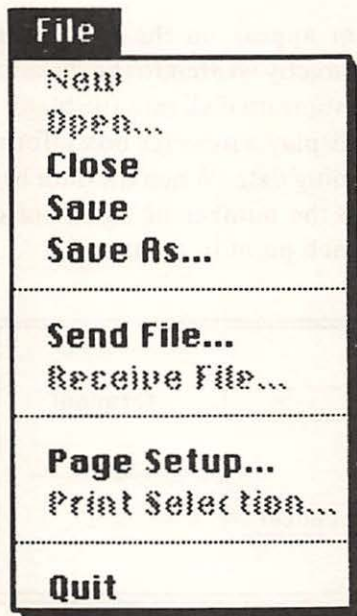 File
New
Open...
Close
Save
Save As...
Send File...
Receive File...
Page Setup...
Print Selection...
Quit